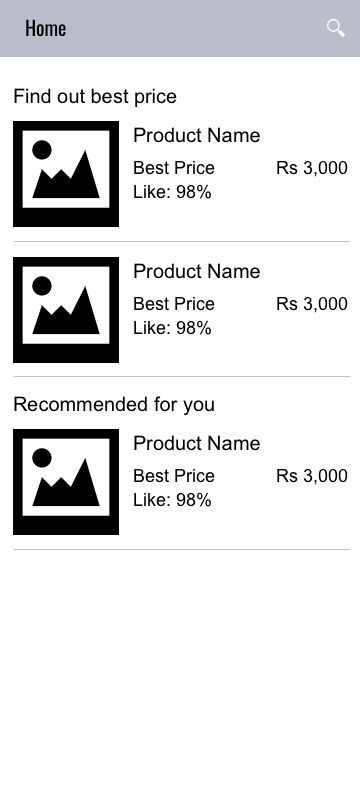 Home
Find out best price
Product Name
Best Price Rs 3,000
Like: 98%
Product Name
Best Price Rs 3,000
Like: 98%
Recommended for you
Product Name
Best Price Rs 3,000
Like: 98%